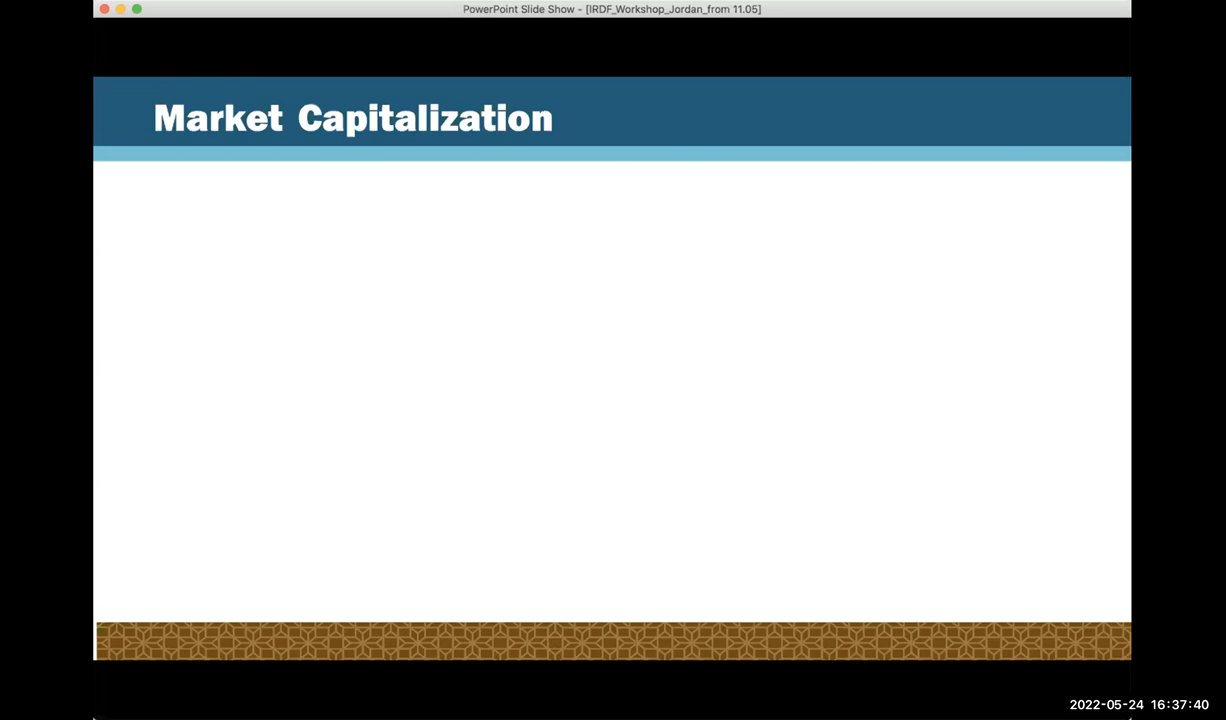 PowerPoint Slide Show - [IRDF_Workshop_Jordan_from 11.05]
Market Capitalization
2022-05-24 16:37:40